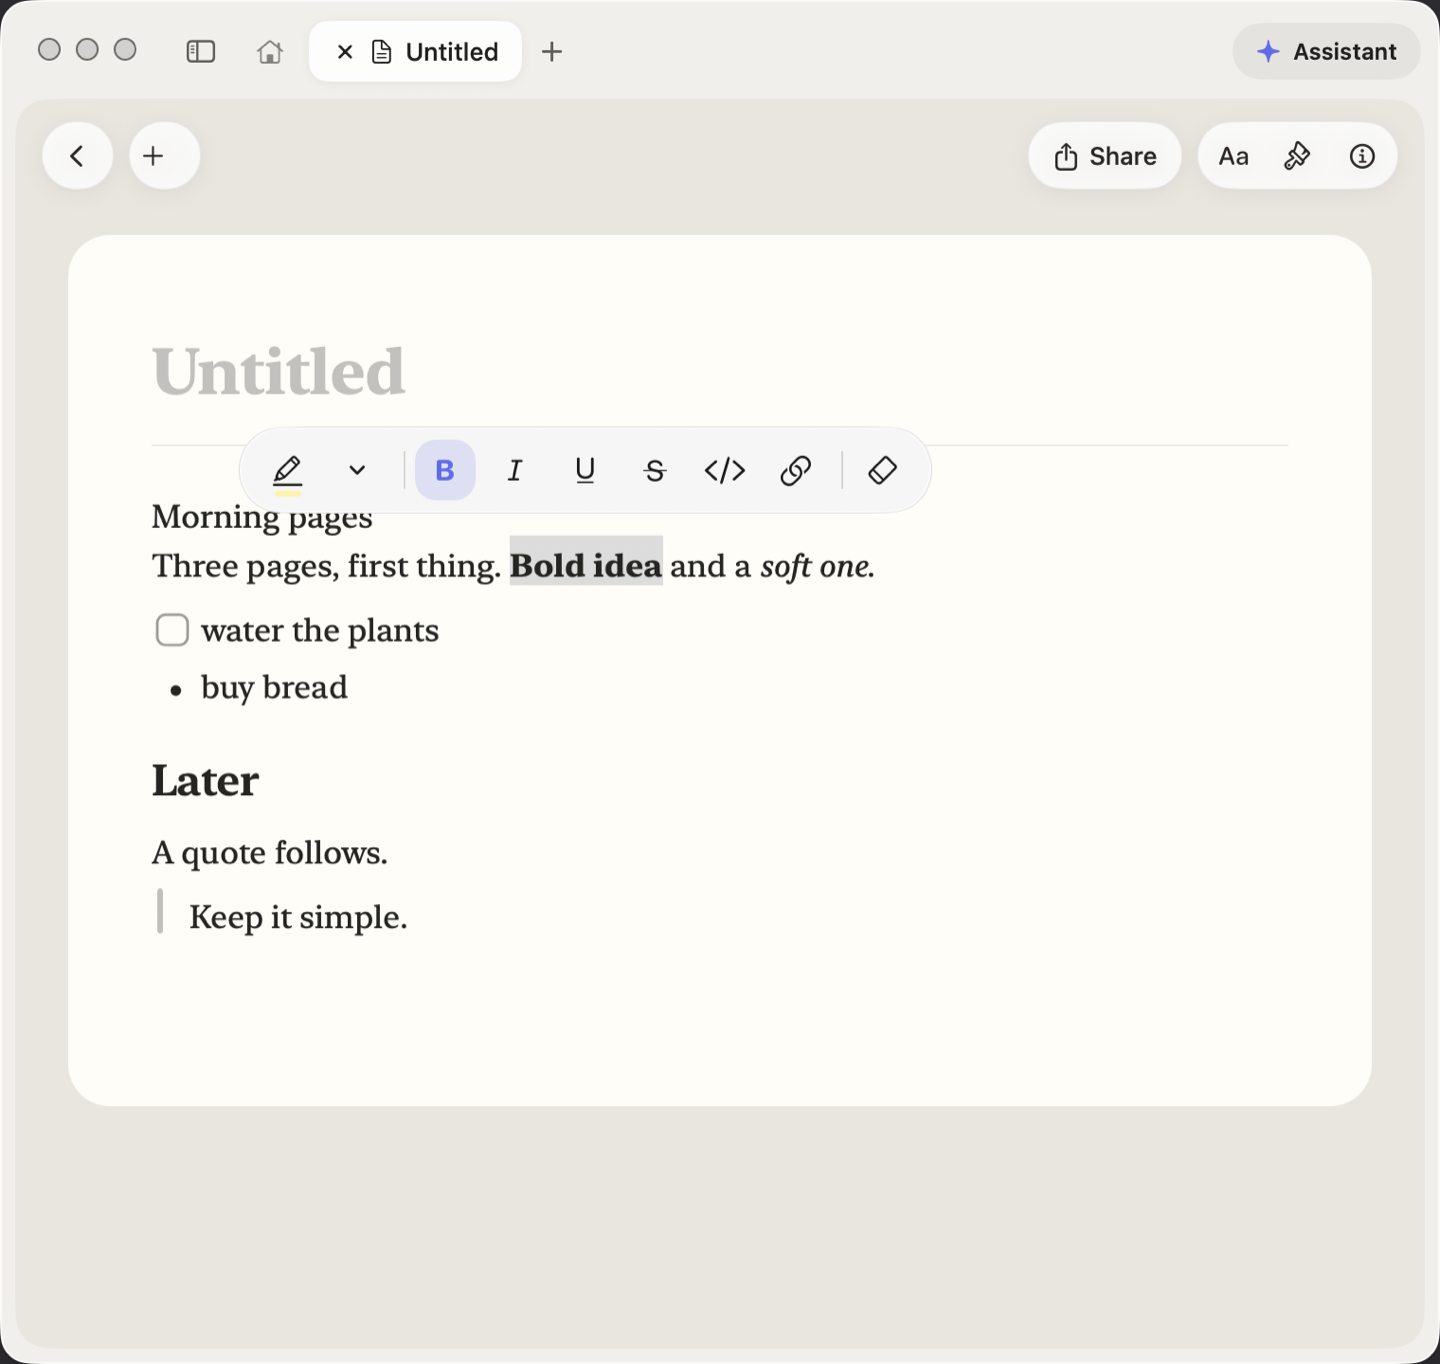 Untitled
Assistant
Share
Aa
Untitled
B I U S </>
Morning pages
Three pages, first thing. Bold idea and a soft one.
water the plants
• buy bread
Later
A quote follows.
Keep it simple.